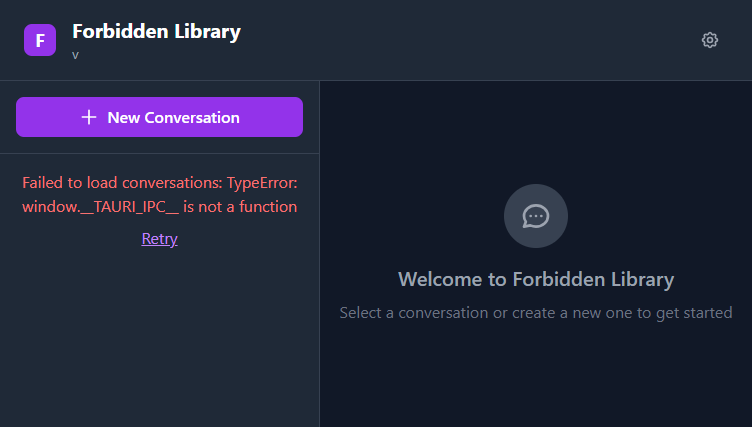 F
Forbidden Library
v
New Conversation
Failed to load conversations: TypeError:
window.__TAURI_IPC__ is not a function
Retry
Welcome to Forbidden Library
Select a conversation or create a new one to get started